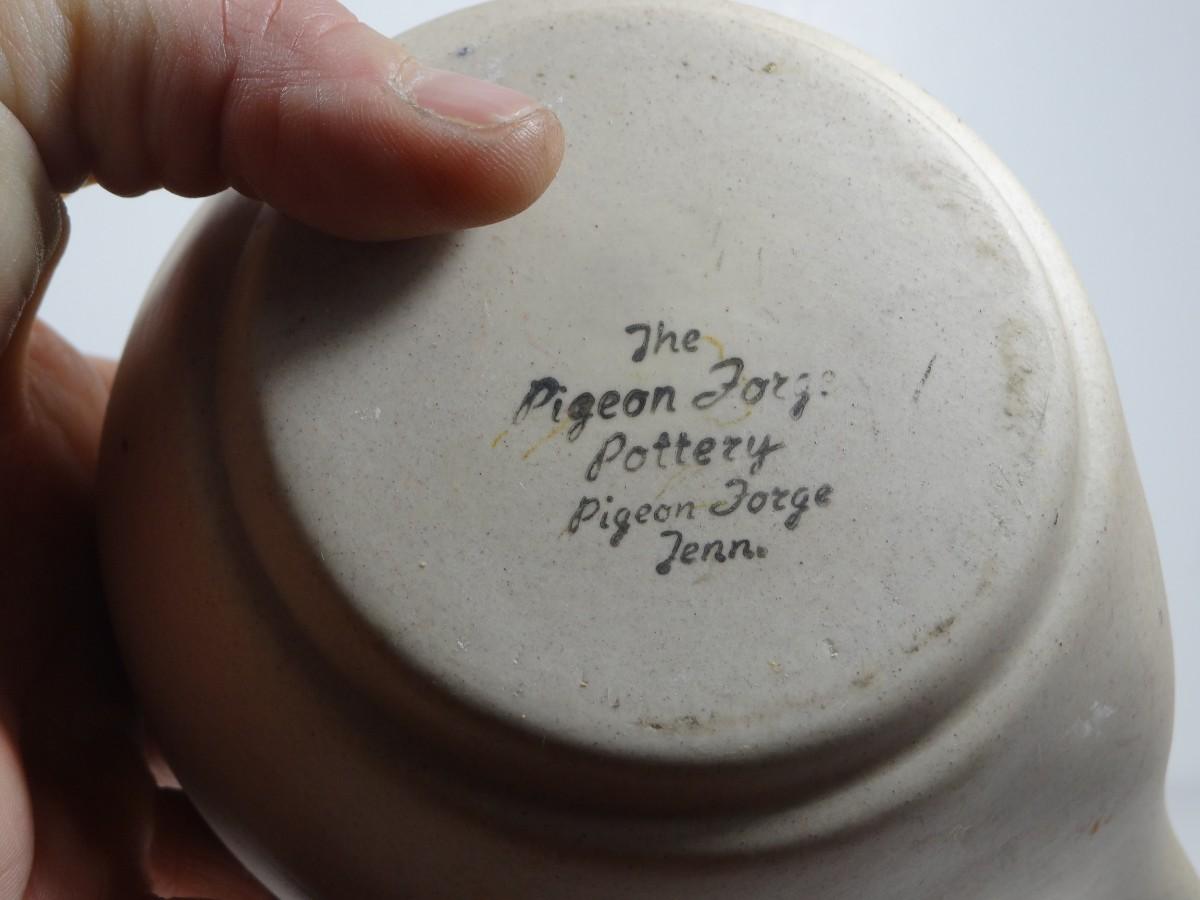 The
Pigeon Forge
Pottery
Pigeon Forge
Tenn.